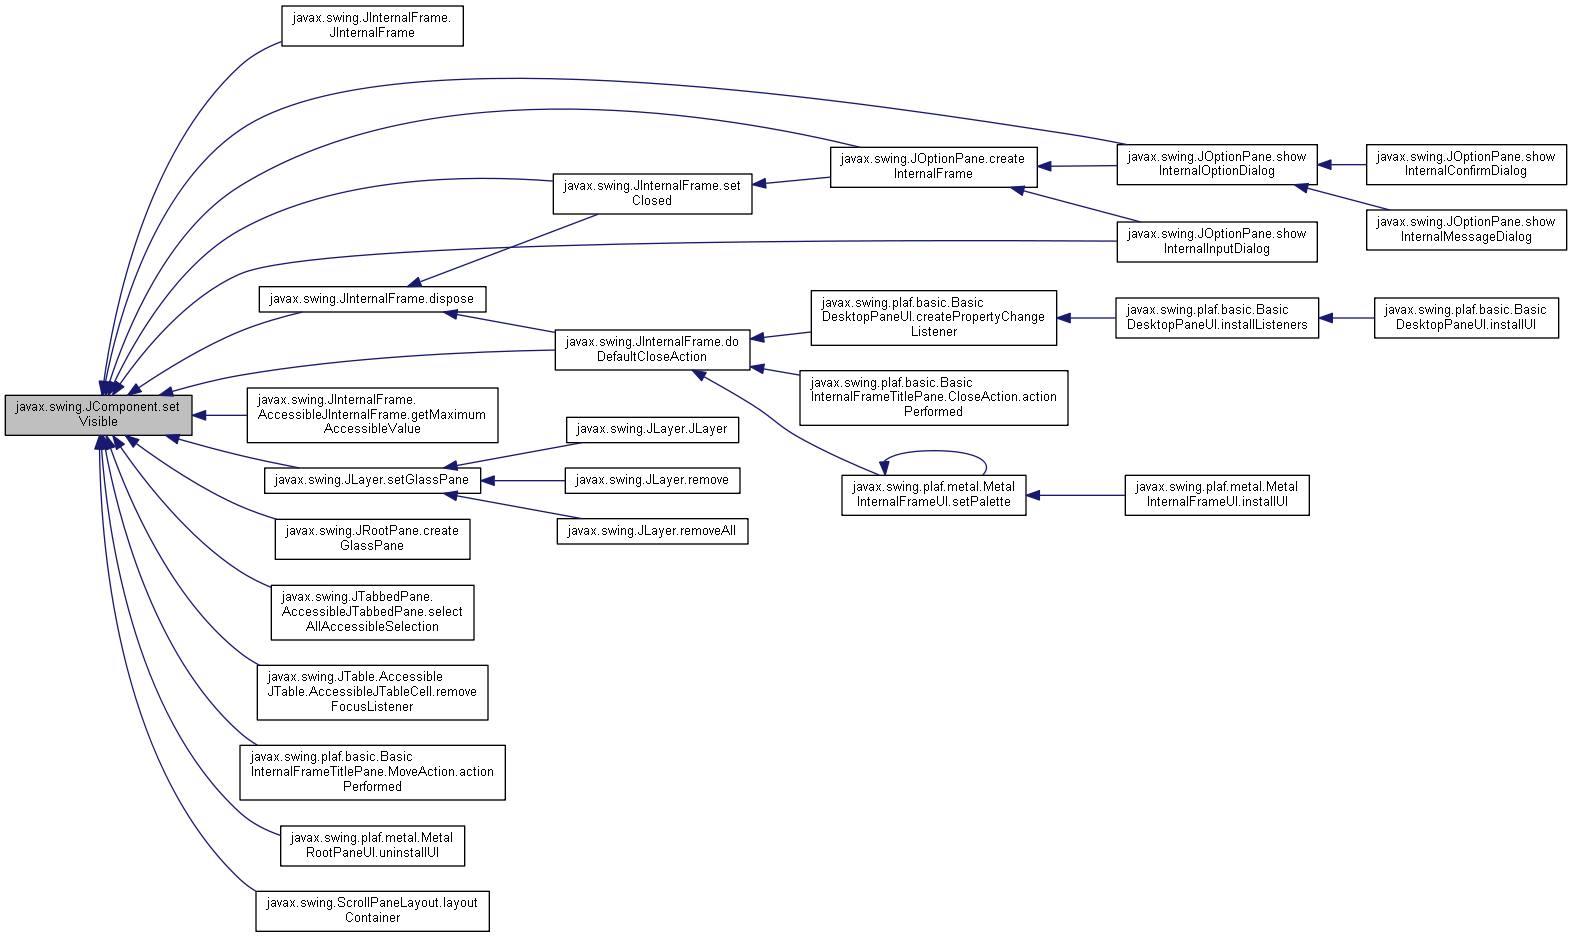 javax.swing.JInternalFrame.
JInternalFrame
javax.swing.JOptionPane.create
InternalFrame
javax.swing.JOptionPane.show
InternalOptionDialog
javax.swing.JOptionPane.show
InternalConfirmDialog
javax.swing.JInternalFrame.set
Closed
javax.swing.JOptionPane.show
InternalMessageDialog
javax.swing.JOptionPane.show
InternalInputDialog
javax.swing.JInternalFrame.dispose
javax.swing.plaf.basic.Basic
DesktopPaneUI.createPropertyChange
Listener
javax.swing.plaf.basic.Basic
DesktopPaneUI.installListeners
javax.swing.plaf.basic.Basic
DesktopPaneUI.installUI
javax.swing.JInternalFrame.do
DefaultCloseAction
javax.swing.plaf.basic.Basic
InternalFrameTitlePane.CloseAction.action
Performed
javax.swing.JComponent.set
Visible
javax.swing.JInternalFrame.
AccessibleJInternalFrame.getMaximum
AccessibleValue
javax.swing.JLayer.JLayer
javax.swing.JLayer.setGlassPane
javax.swing.JLayer.remove
javax.swing.plaf.metal.Metal
InternalFrameUI.setPalette
javax.swing.plaf.metal.Metal
InternalFrameUI.installUI
javax.swing.JLayer.removeAll
javax.swing.JRootPane.create
GlassPane
javax.swing.JTabbedPane.
AccessibleJTabbedPane.select
AllAccessibleSelection
javax.swing.JTable.Accessible
JTable.AccessibleJTableCell.remove
FocusListener
javax.swing.plaf.basic.Basic
InternalFrameTitlePane.MoveAction.action
Performed
javax.swing.plaf.metal.Metal
RootPaneUI.uninstallUI
javax.swing.ScrollPaneLayout.layout
Container